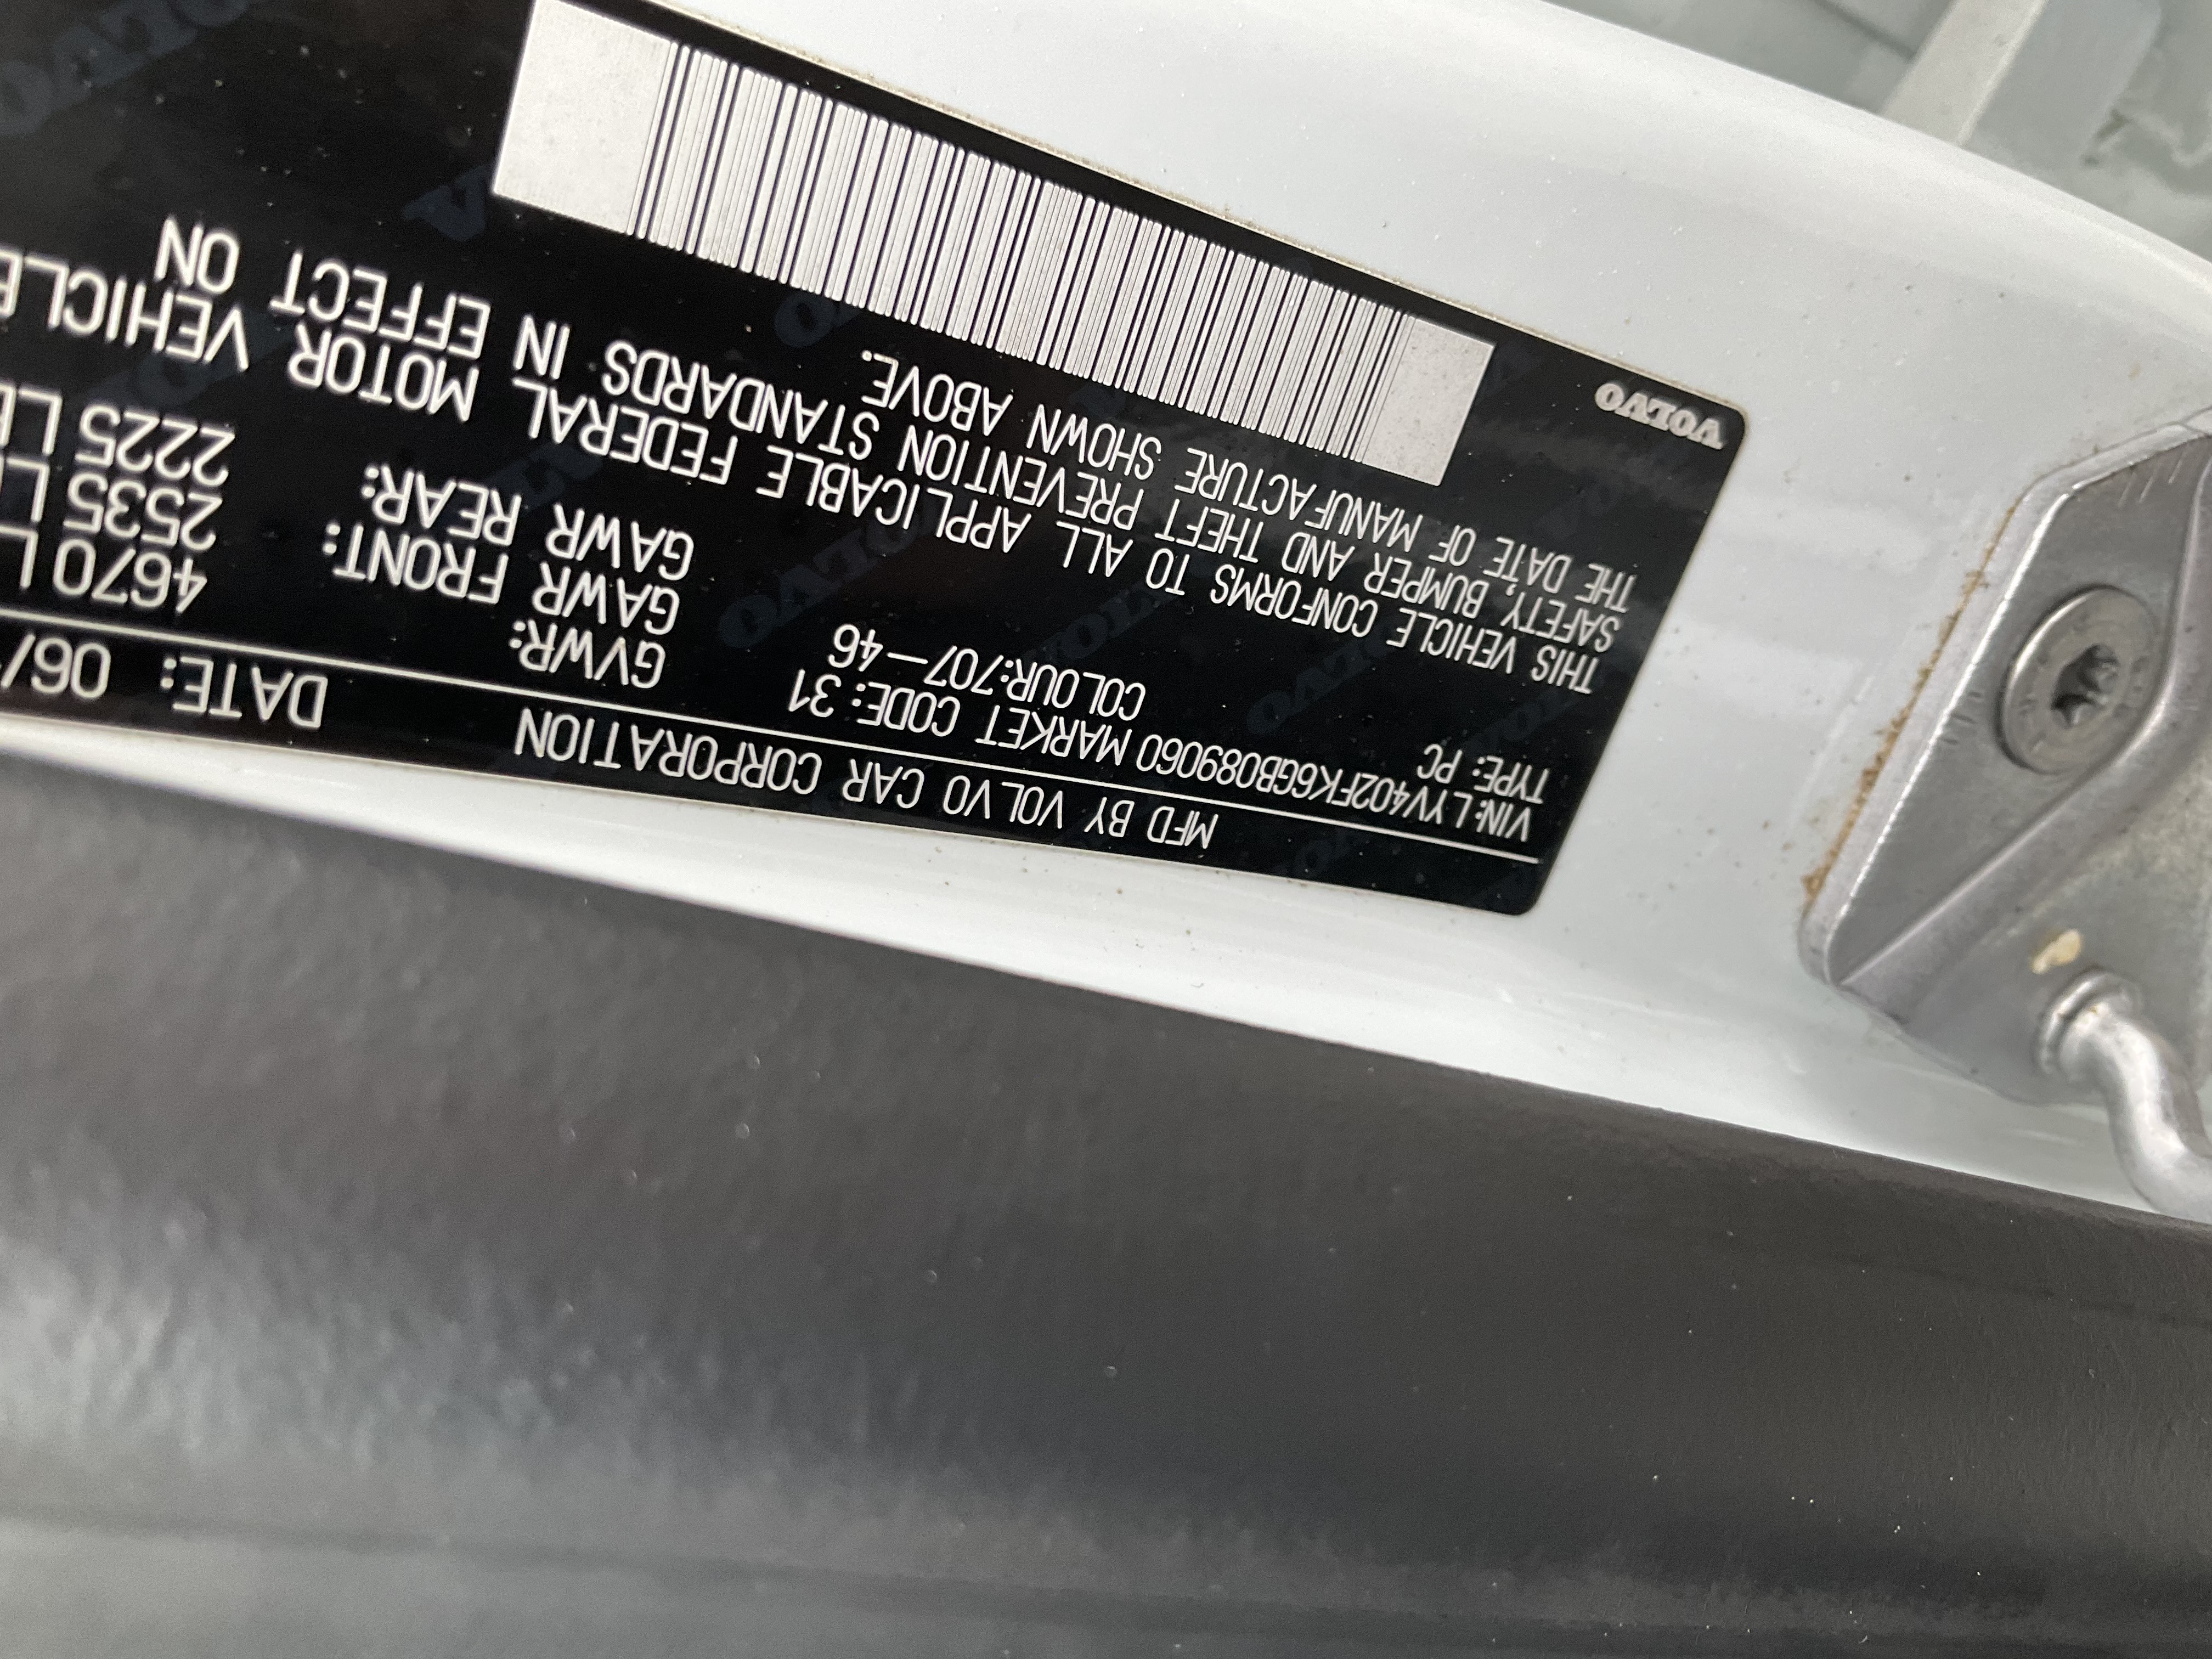 MFD BY VOLVO CAR CORPORATION DATE: 06/
VIN:LYV402FK6GB089060 MARKET CODE: 31 GVWR: 4670 L
TYPE: PC COLOUR:707-46 GAWR FRONT: 2535 L
GAWR REAR: 2225 L
THIS VEHICLE CONFORMS TO ALL APPLICABLE FEDERAL MOTOR VEHICLE
SAFETY, BUMPER AND THEFT PREVENTION STANDARDS IN EFFECT ON
THE DATE OF MANUFACTURE SHOWN ABOVE.
VOLVO